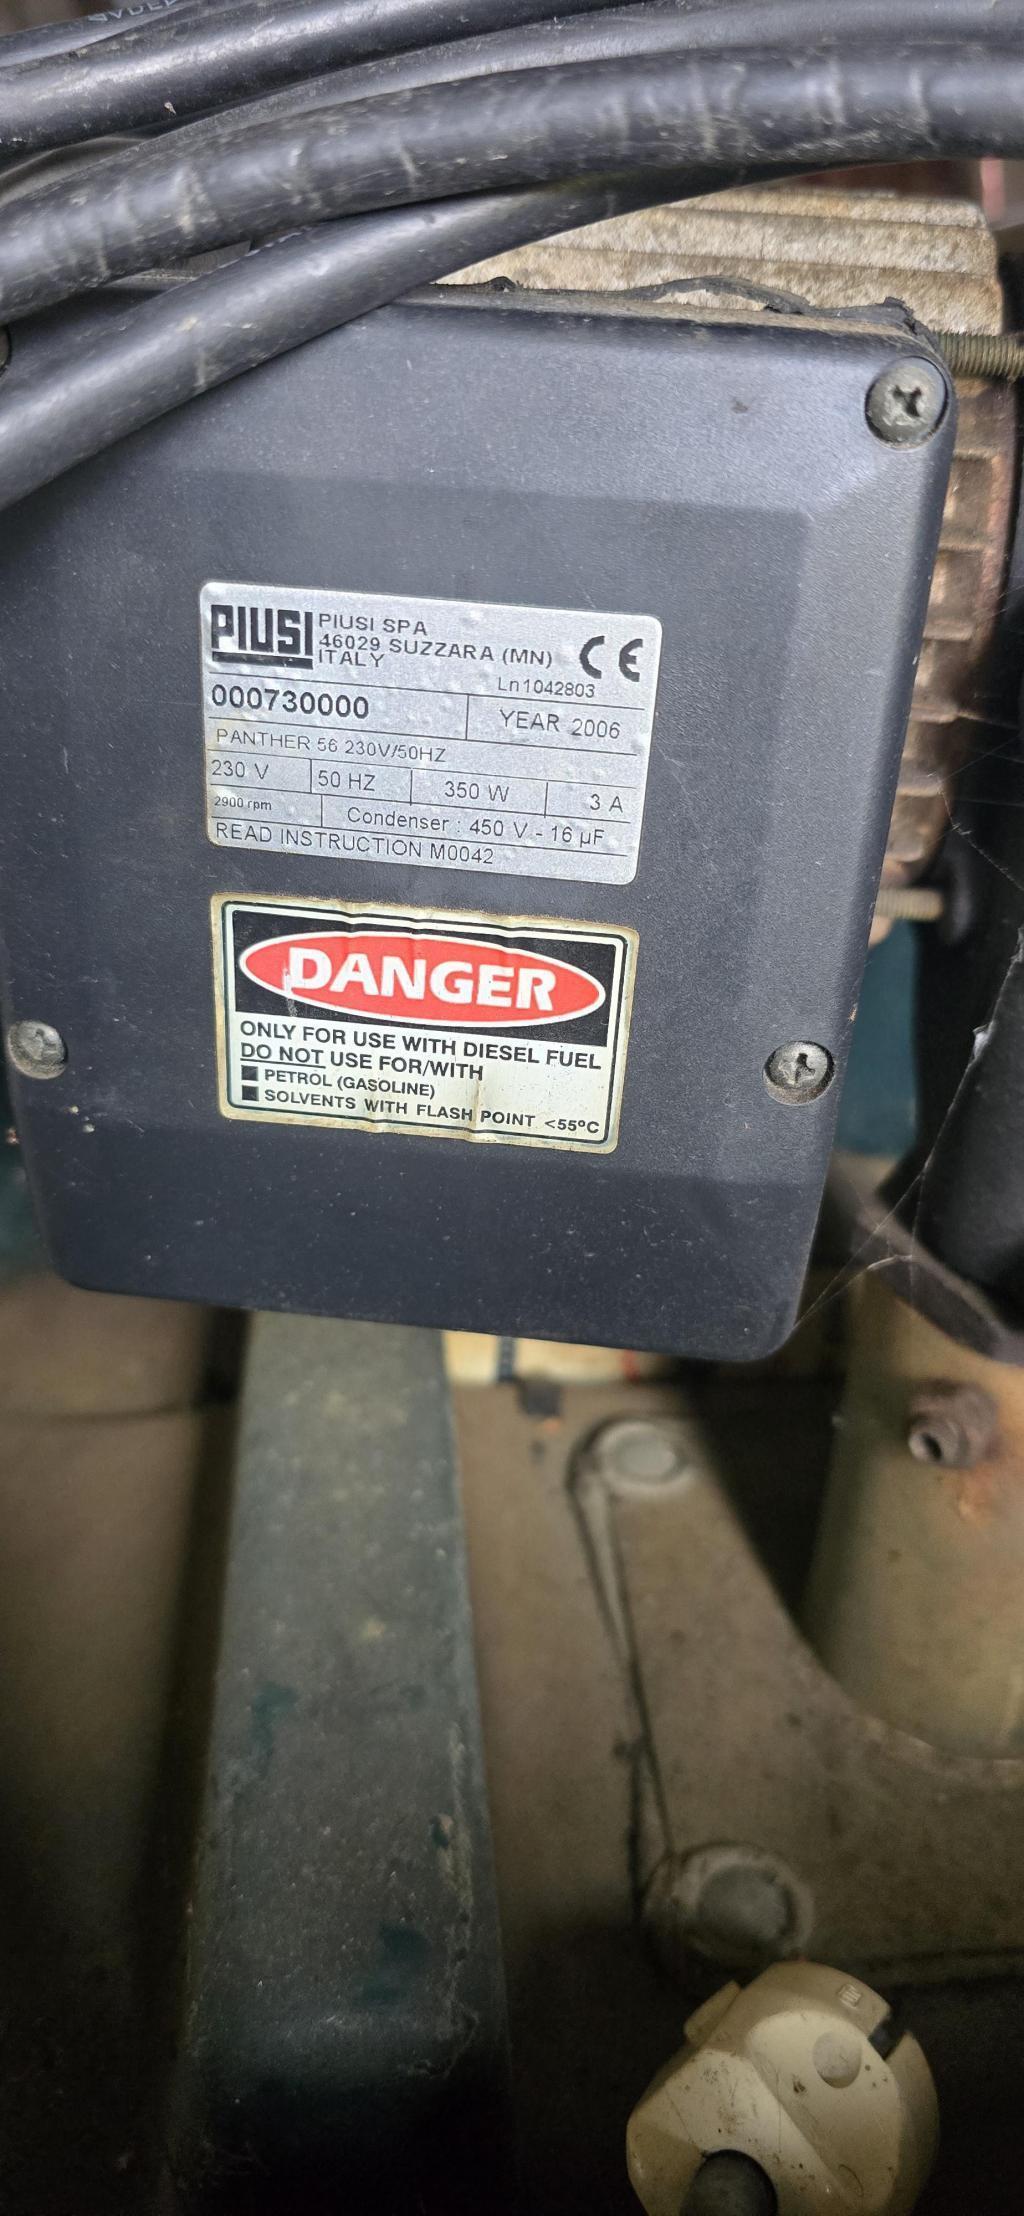 PIUSI
PIUSI SPA
46029 SUZZARA (MN)
ITALY
CE
Ln1042803
000730000
YEAR 2006
PANTHER 56 230V/50HZ
230 V 50 HZ 350 W 3 A
2900 rpm Condenser : 450 V - 16 µF
READ INSTRUCTION M0042
DANGER
ONLY FOR USE WITH DIESEL FUEL
DO NOT USE FOR/WITH
■ PETROL (GASOLINE)
■ SOLVENTS WITH FLASH POINT <55ºC